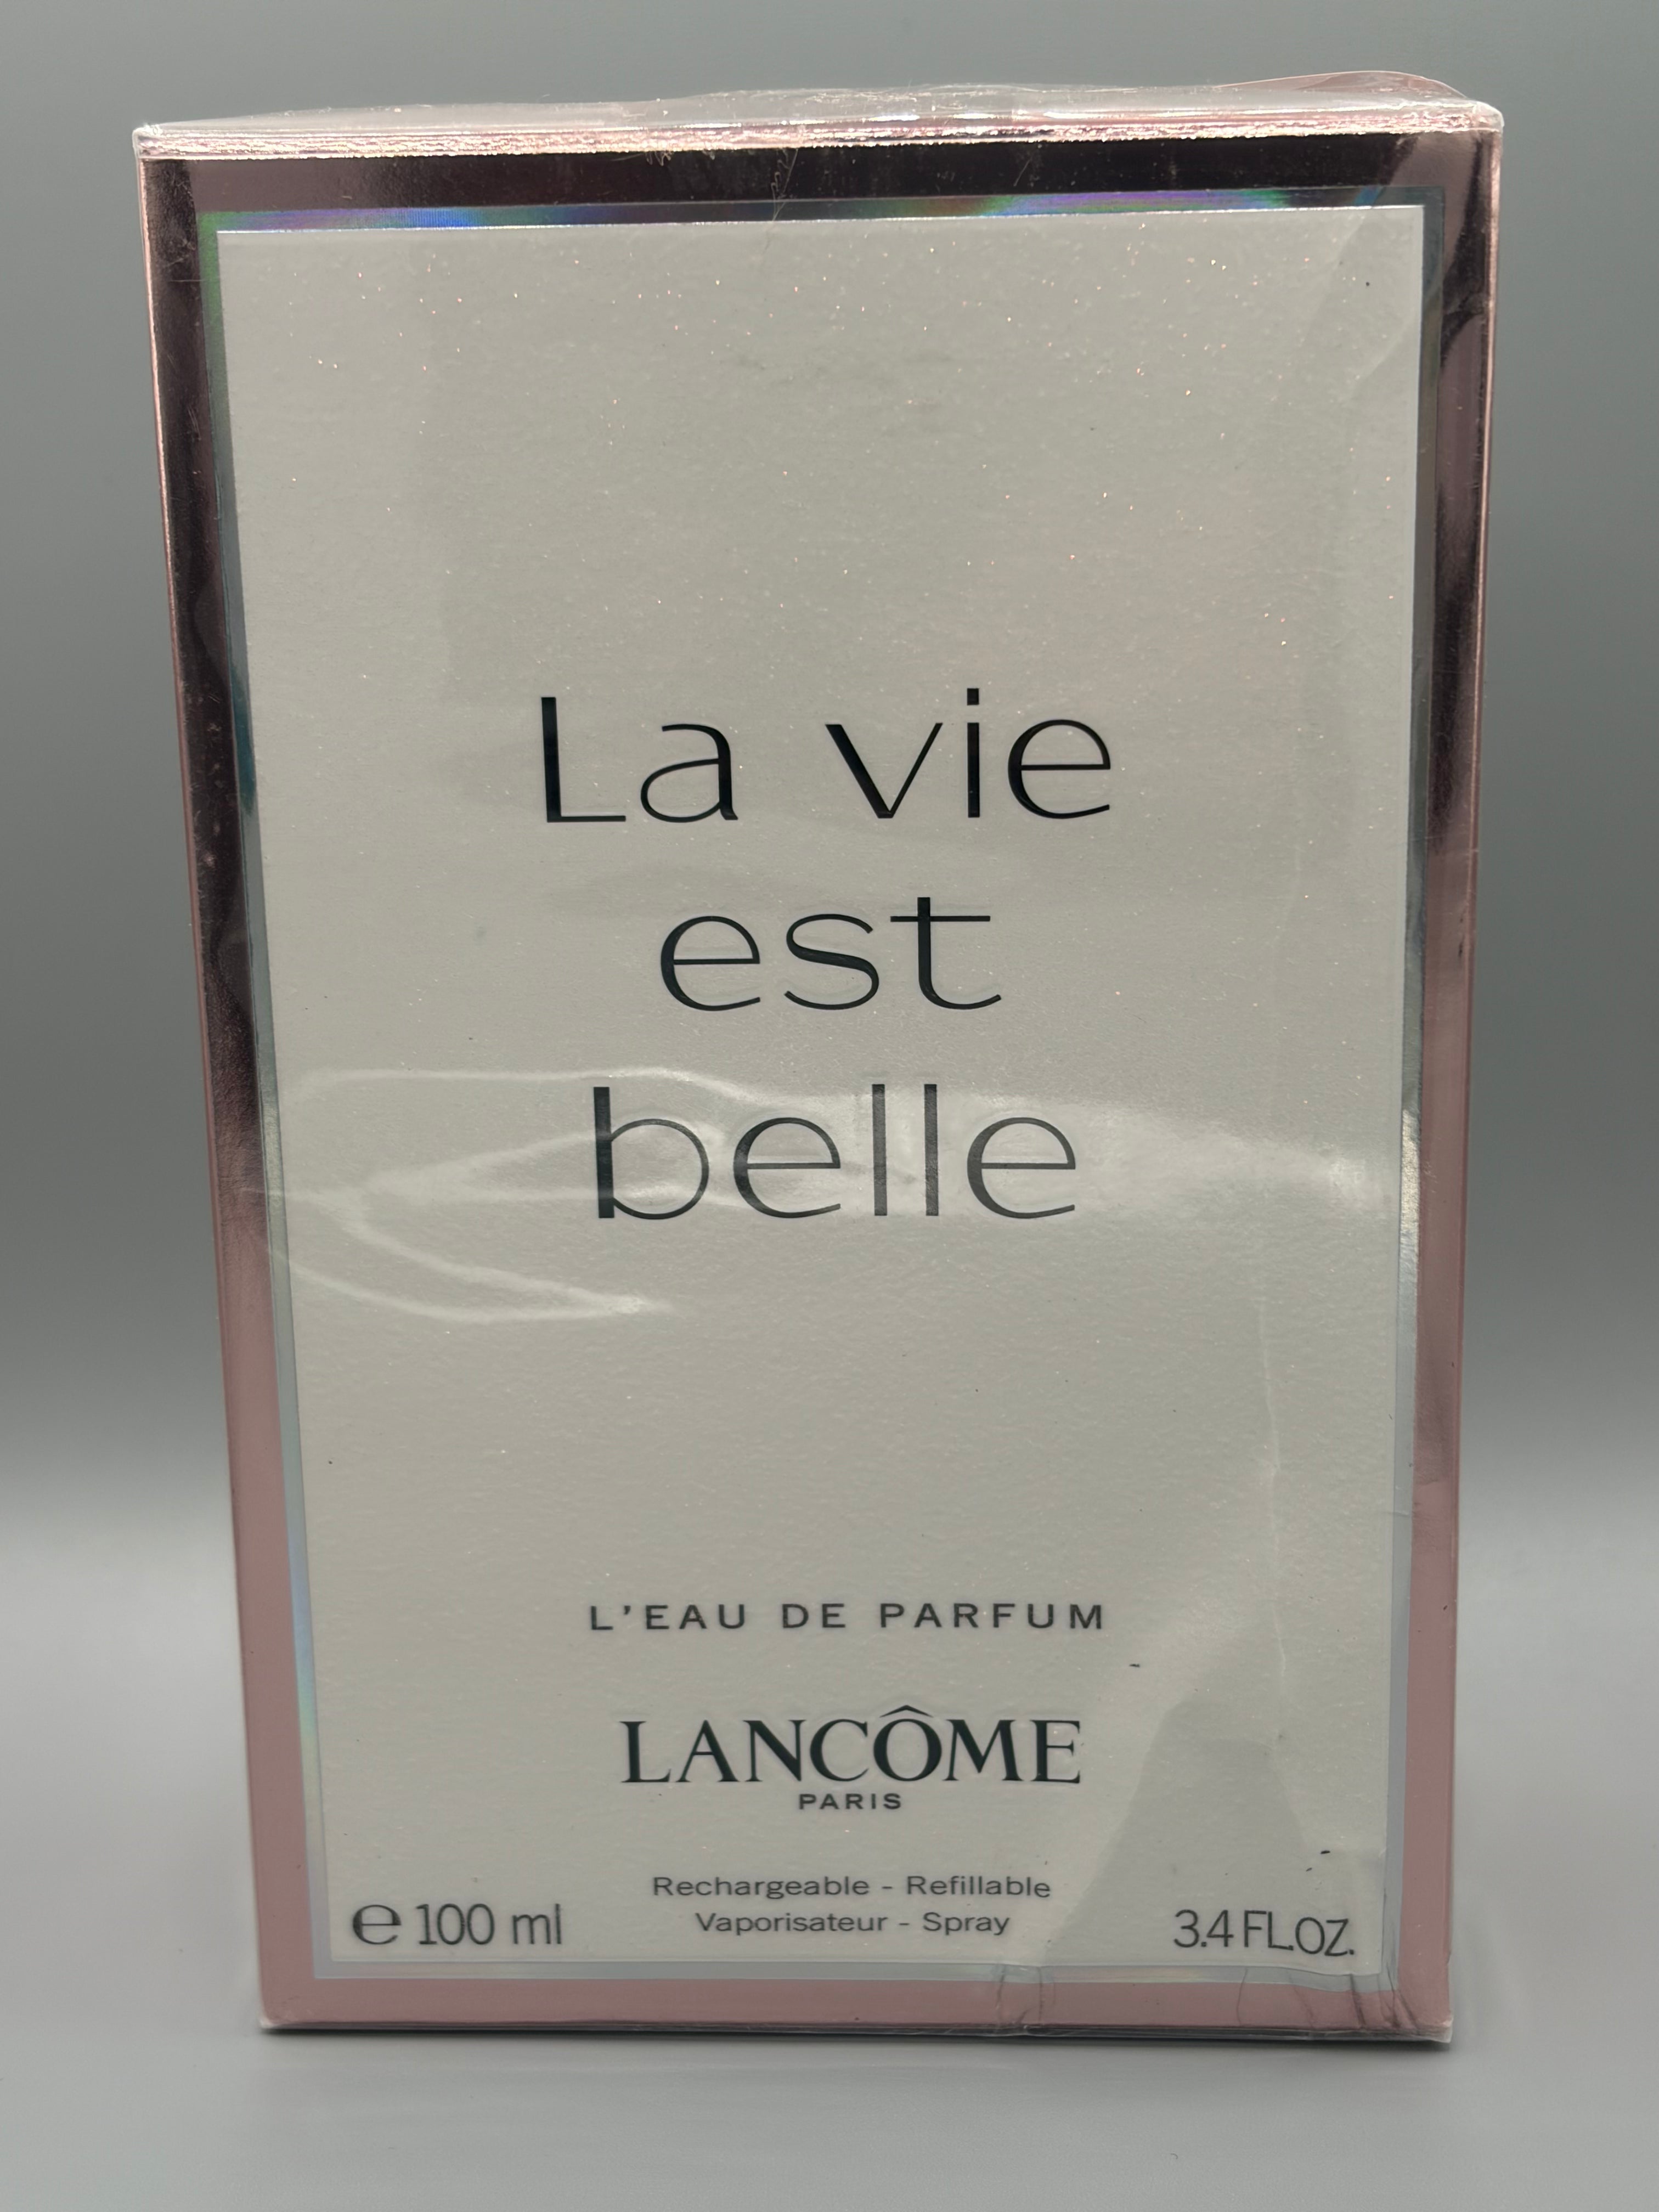 La vie
est
belle
L'EAU DE PARFUM
LANCÔME
PARIS
Rechargeable - Refillable
Vaporisateur - Spray
℮ 100 ml
3.4 FL.OZ.